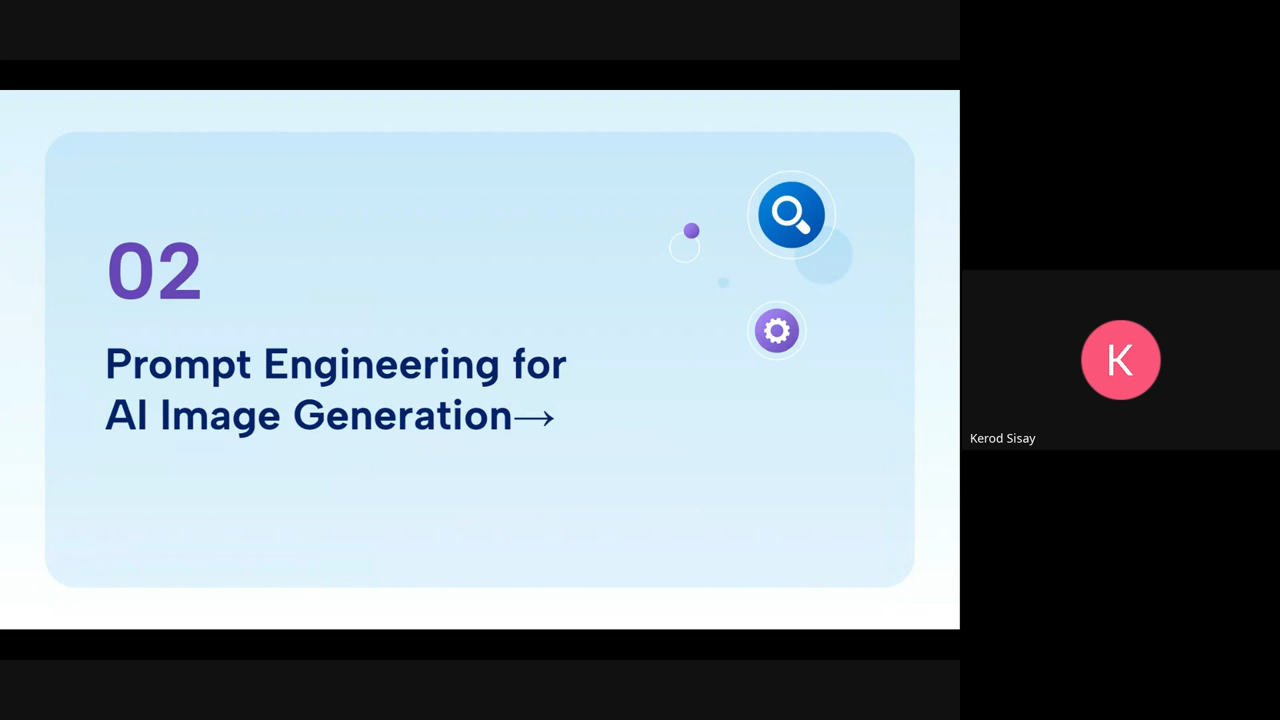 02
Prompt Engineering for
AI Image Generation→
K
Kerod Sisay